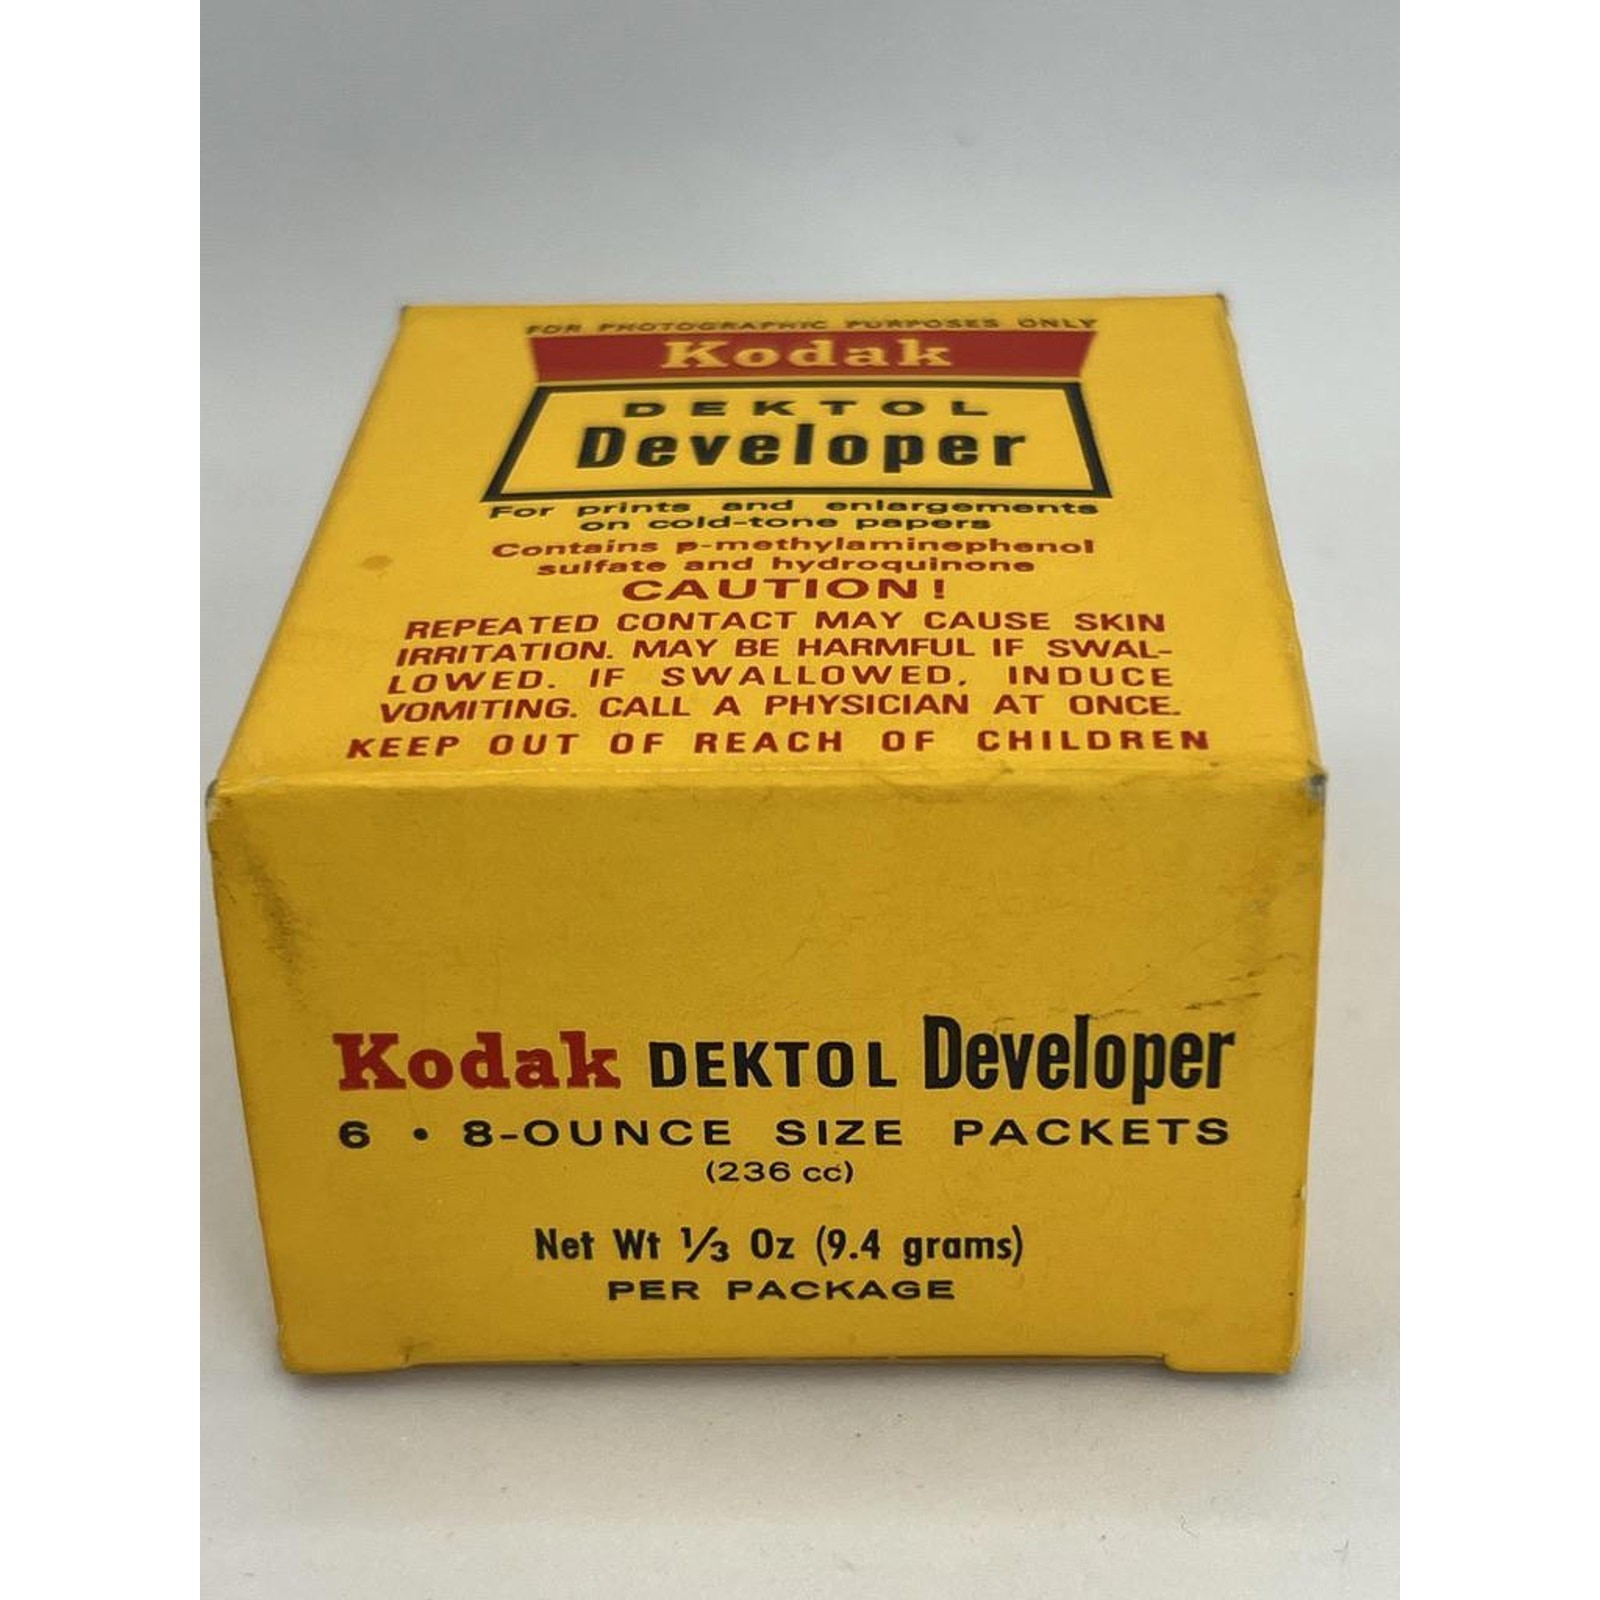 FOR PHOTOGRAPHIC PURPOSES ONLY
Kodak
DEKTOL
Developer
For prints and enlargements
on cold-tone papers
Contains p-methylaminophenol
sulfate and hydroquinone
CAUTION!
REPEATED CONTACT MAY CAUSE SKIN
IRRITATION. MAY BE HARMFUL IF SWAL-
LOWED. IF SWALLOWED, INDUCE
VOMITING. CALL A PHYSICIAN AT ONCE.
KEEP OUT OF REACH OF CHILDREN
Kodak DEKTOL Developer
6 • 8-OUNCE SIZE PACKETS
(236 cc)
Net Wt ⅓ Oz (9.4 grams)
PER PACKAGE